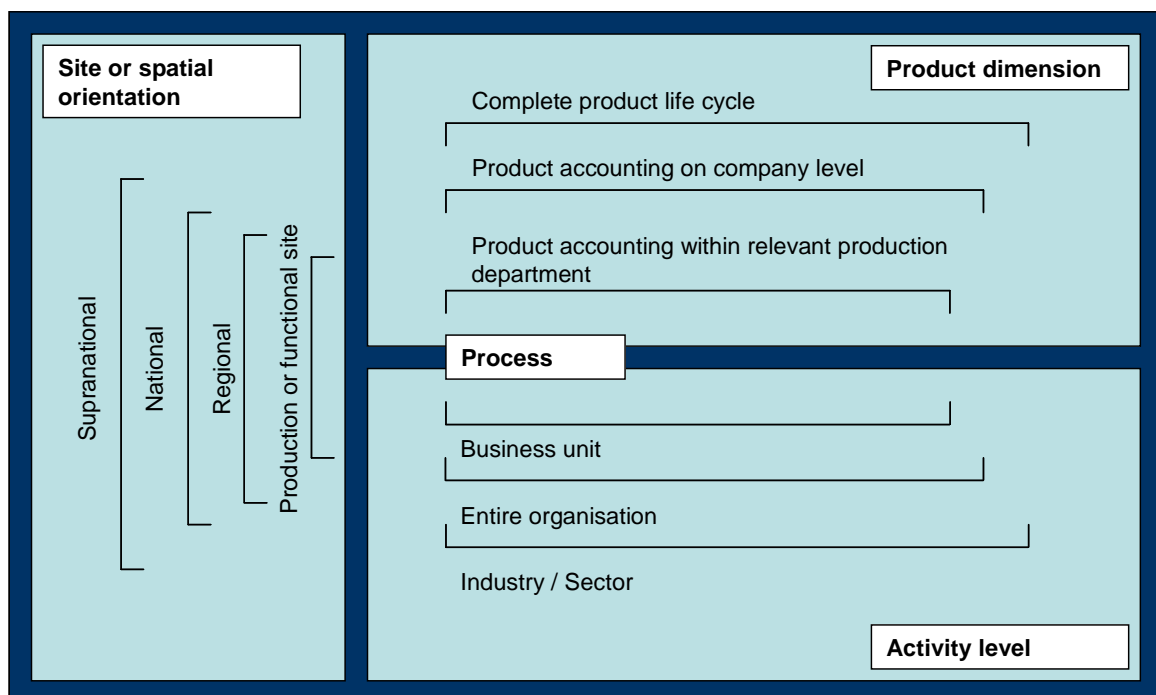 Site or spatial
orientation
Supranational
National
Regional
Production or functional site
Product dimension
Complete product life cycle
Product accounting on company level
Product accounting within relevant production
department
Process
Business unit
Entire organisation
Industry / Sector
Activity level